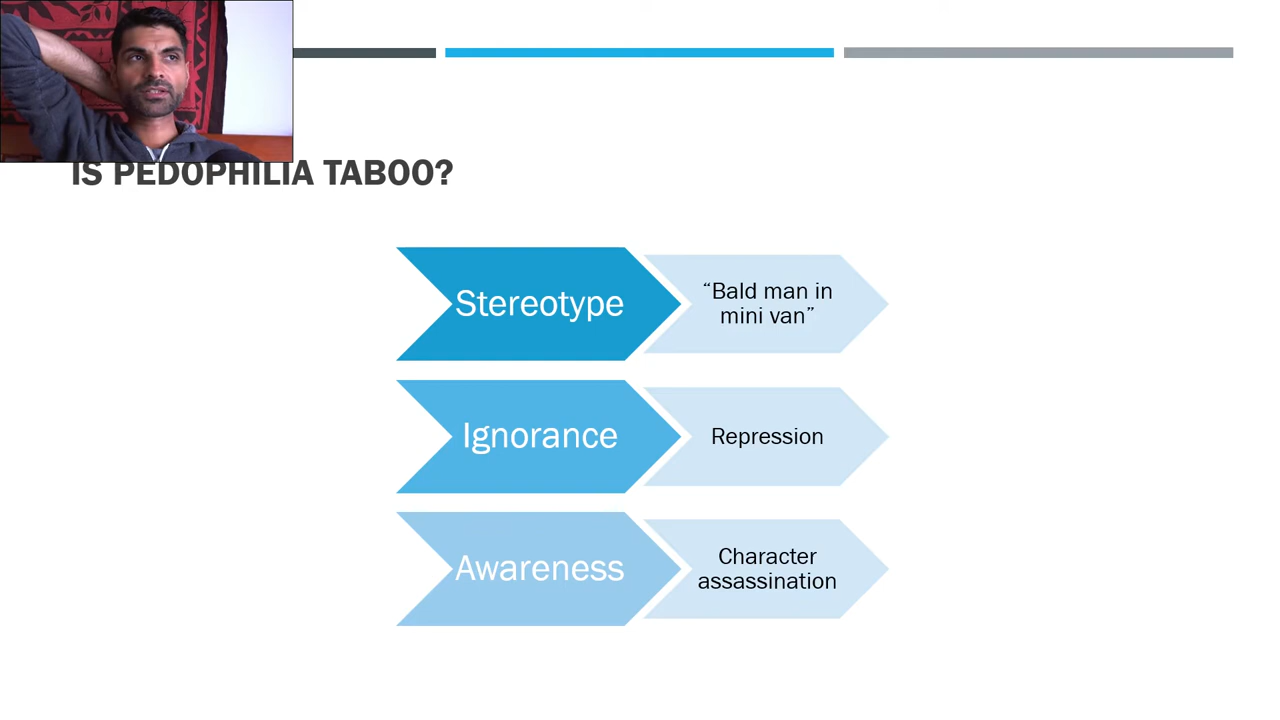 IS PEDOPHILIA TABOO?
Stereotype
“Bald man in
mini van”
Ignorance
Repression
Awareness
Character
assassination